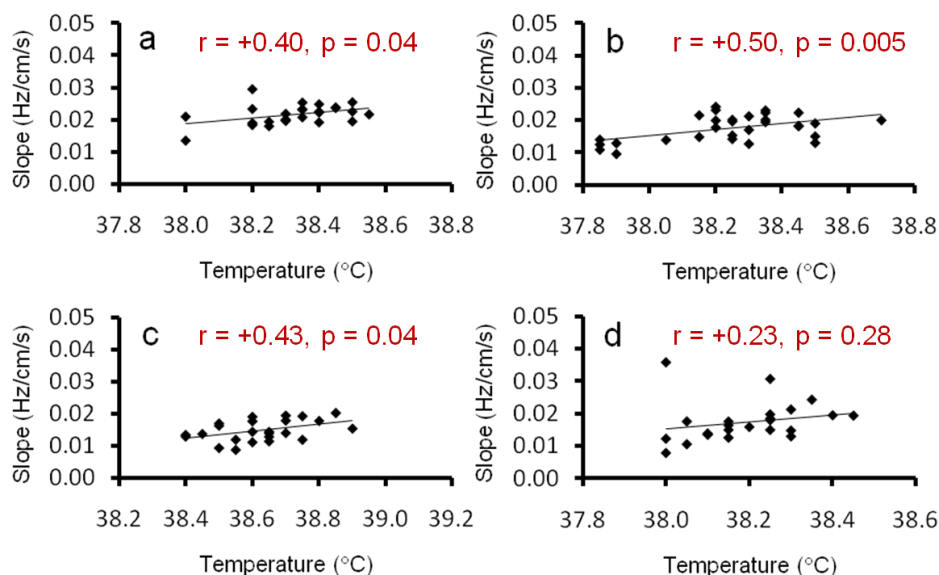 a
r = +0.40, p = 0.04
Slope (Hz/cm/s)
0.05
0.04
0.03
0.02
0.01
0.00
37.8 38.0 38.2 38.4 38.6 38.8
Temperature (°C)
b
r = +0.50, p = 0.005
Slope (Hz/cm/s)
0.05
0.04
0.03
0.02
0.01
0.00
37.8 38.0 38.2 38.4 38.6 38.8
Temperature (°C)
c
r = +0.43, p = 0.04
Slope (Hz/cm/s)
0.05
0.04
0.03
0.02
0.01
0.00
38.2 38.4 38.6 38.8 39.0 39.2
Temperature (°C)
d
r = +0.23, p = 0.28
Slope (Hz/cm/s)
0.05
0.04
0.03
0.02
0.01
0.00
37.8 38.0 38.2 38.4 38.6
Temperature (°C)